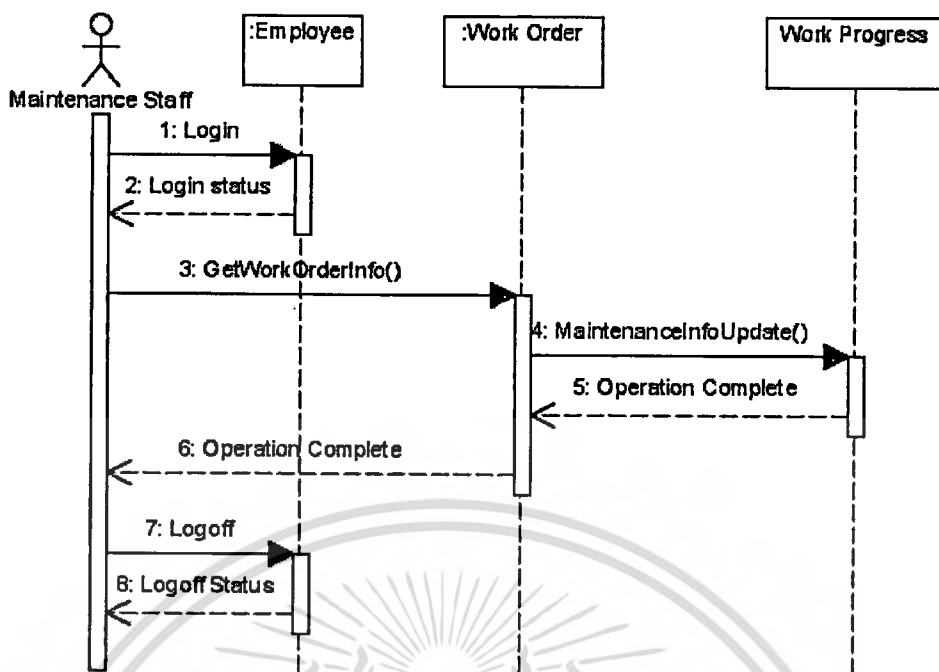 :Employee
:Work Order
Work Progress
Maintenance Staff
1: Login
2: Login status
3: GetWorkOrderInfo()
4: MaintenanceInfoUpdate()
5: Operation Complete
6: Operation Complete
7: Logoff
8: Logoff Status